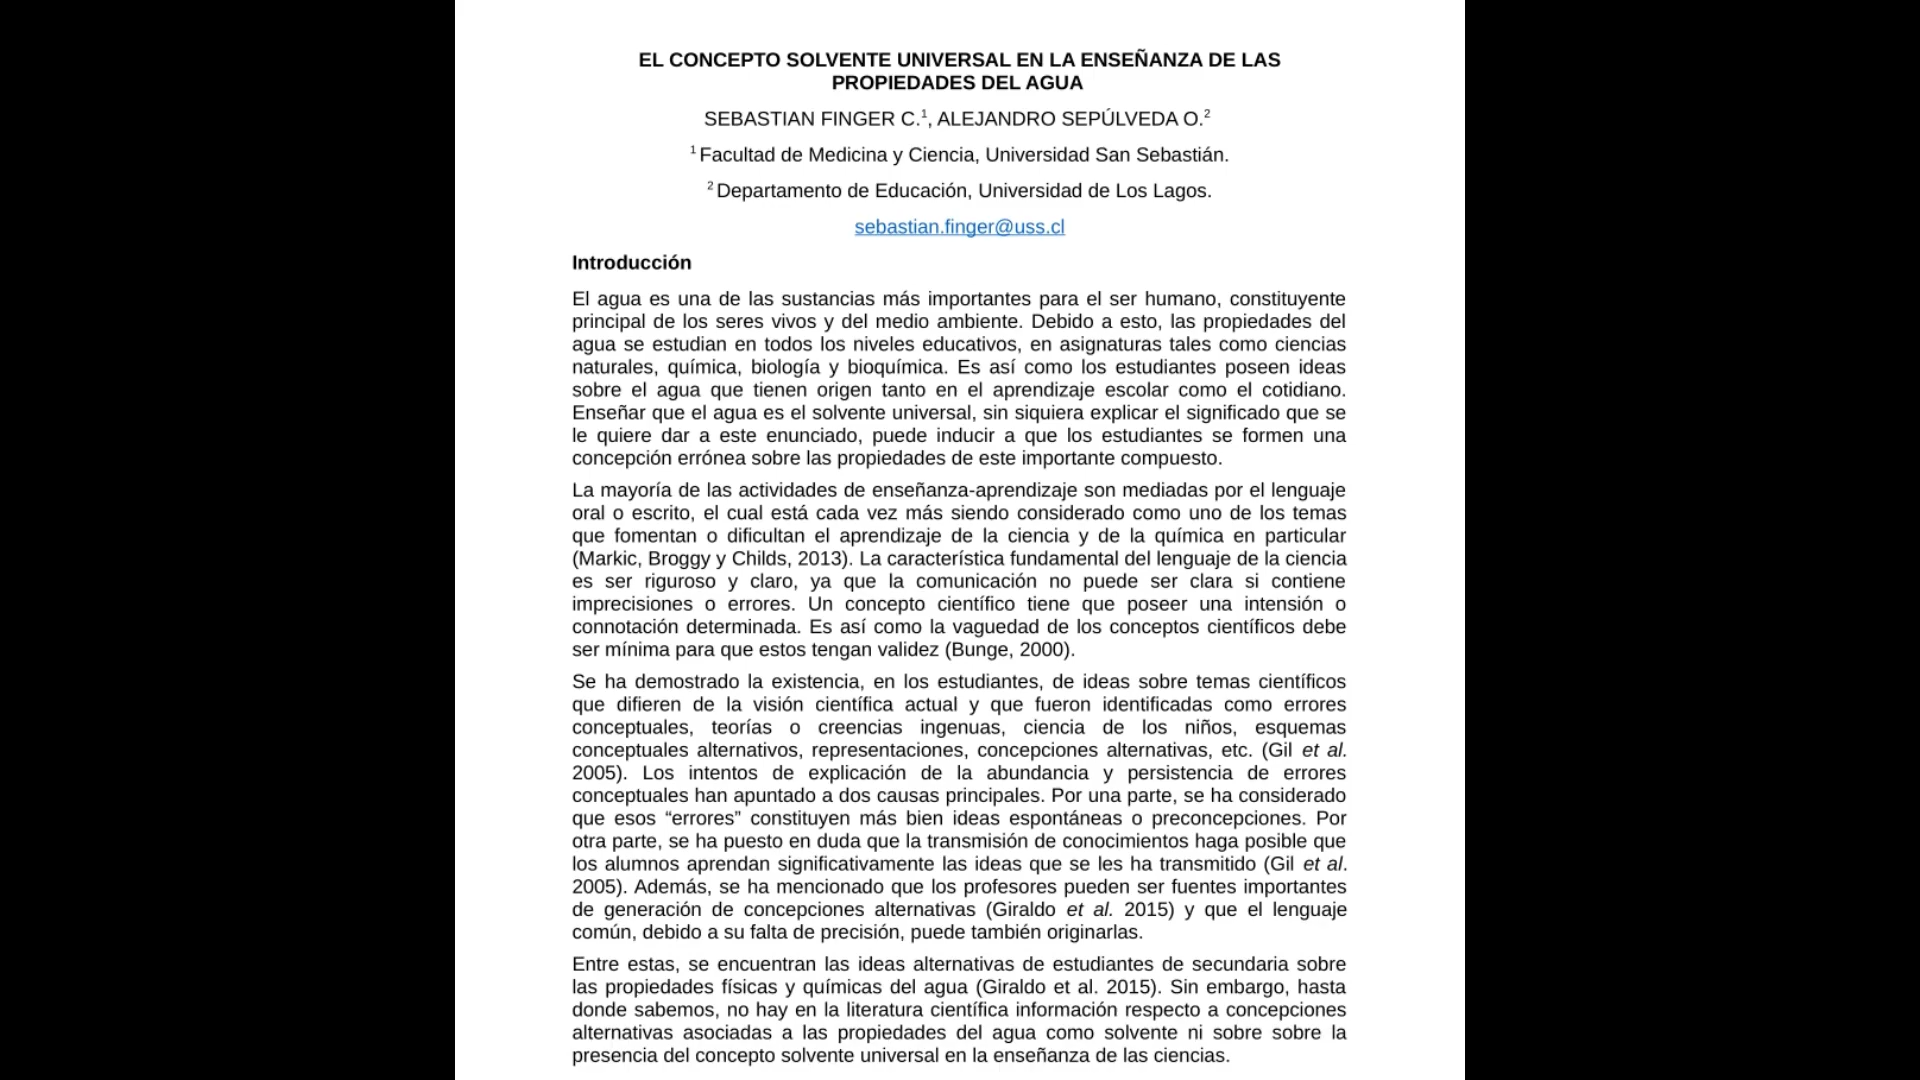 EL CONCEPTO SOLVENTE UNIVERSAL EN LA ENSEÑANZA DE LAS
PROPIEDADES DEL AGUA
SEBASTIAN FINGER C.1, ALEJANDRO SEPÚLVEDA O.2
1 Facultad de Medicina y Ciencia, Universidad San Sebastián.
2 Departamento de Educación, Universidad de Los Lagos.
sebastian.finger@uss.cl
Introducción
El agua es una de las sustancias más importantes para el ser humano, constituyente
principal de los seres vivos y del medio ambiente. Debido a esto, las propiedades del
agua se estudian en todos los niveles educativos, en asignaturas tales como ciencias
naturales, química, biología y bioquímica. Es así como los estudiantes poseen ideas
sobre el agua que tienen origen tanto en el aprendizaje escolar como el cotidiano.
Enseñar que el agua es el solvente universal, sin siquiera explicar el significado que se
le quiere dar a este enunciado, puede inducir a que los estudiantes se formen una
concepción errónea sobre las propiedades de este importante compuesto.
La mayoría de las actividades de enseñanza-aprendizaje son mediadas por el lenguaje
oral o escrito, el cual está cada vez más siendo considerado como uno de los temas
que fomentan o dificultan el aprendizaje de la ciencia y de la química en particular
(Markic, Broggy y Childs, 2013). La característica fundamental del lenguaje de la ciencia
es ser riguroso y claro, ya que la comunicación no puede ser clara si contiene
imprecisiones o errores. Un concepto científico tiene que poseer una intensión o
connotación determinada. Es así como la vaguedad de los conceptos científicos debe
ser mínima para que estos tengan validez (Bunge, 2000).
Se ha demostrado la existencia, en los estudiantes, de ideas sobre temas científicos
que difieren de la visión científica actual y que fueron identificadas como errores
conceptuales, teorías o creencias ingenuas, ciencia de los niños, esquemas
conceptuales alternativos, representaciones, concepciones alternativas, etc. (Gil et al.
2005). Los intentos de explicación de la abundancia y persistencia de errores
conceptuales han apuntado a dos causas principales. Por una parte, se ha considerado
que esos “errores” constituyen más bien ideas espontáneas o preconcepciones. Por
otra parte, se ha puesto en duda que la transmisión de conocimientos haga posible que
los alumnos aprendan significativamente las ideas que se les ha transmitido (Gil et al.
2005). Además, se ha mencionado que los profesores pueden ser fuentes importantes
de generación de concepciones alternativas (Giraldo et al. 2015) y que el lenguaje
común, debido a su falta de precisión, puede también originarlas.
Entre estas, se encuentran las ideas alternativas de estudiantes de secundaria sobre
las propiedades físicas y químicas del agua (Giraldo et al. 2015). Sin embargo, hasta
donde sabemos, no hay en la literatura científica información respecto a concepciones
alternativas asociadas a las propiedades del agua como solvente ni sobre sobre la
presencia del concepto solvente universal en la enseñanza de las ciencias.